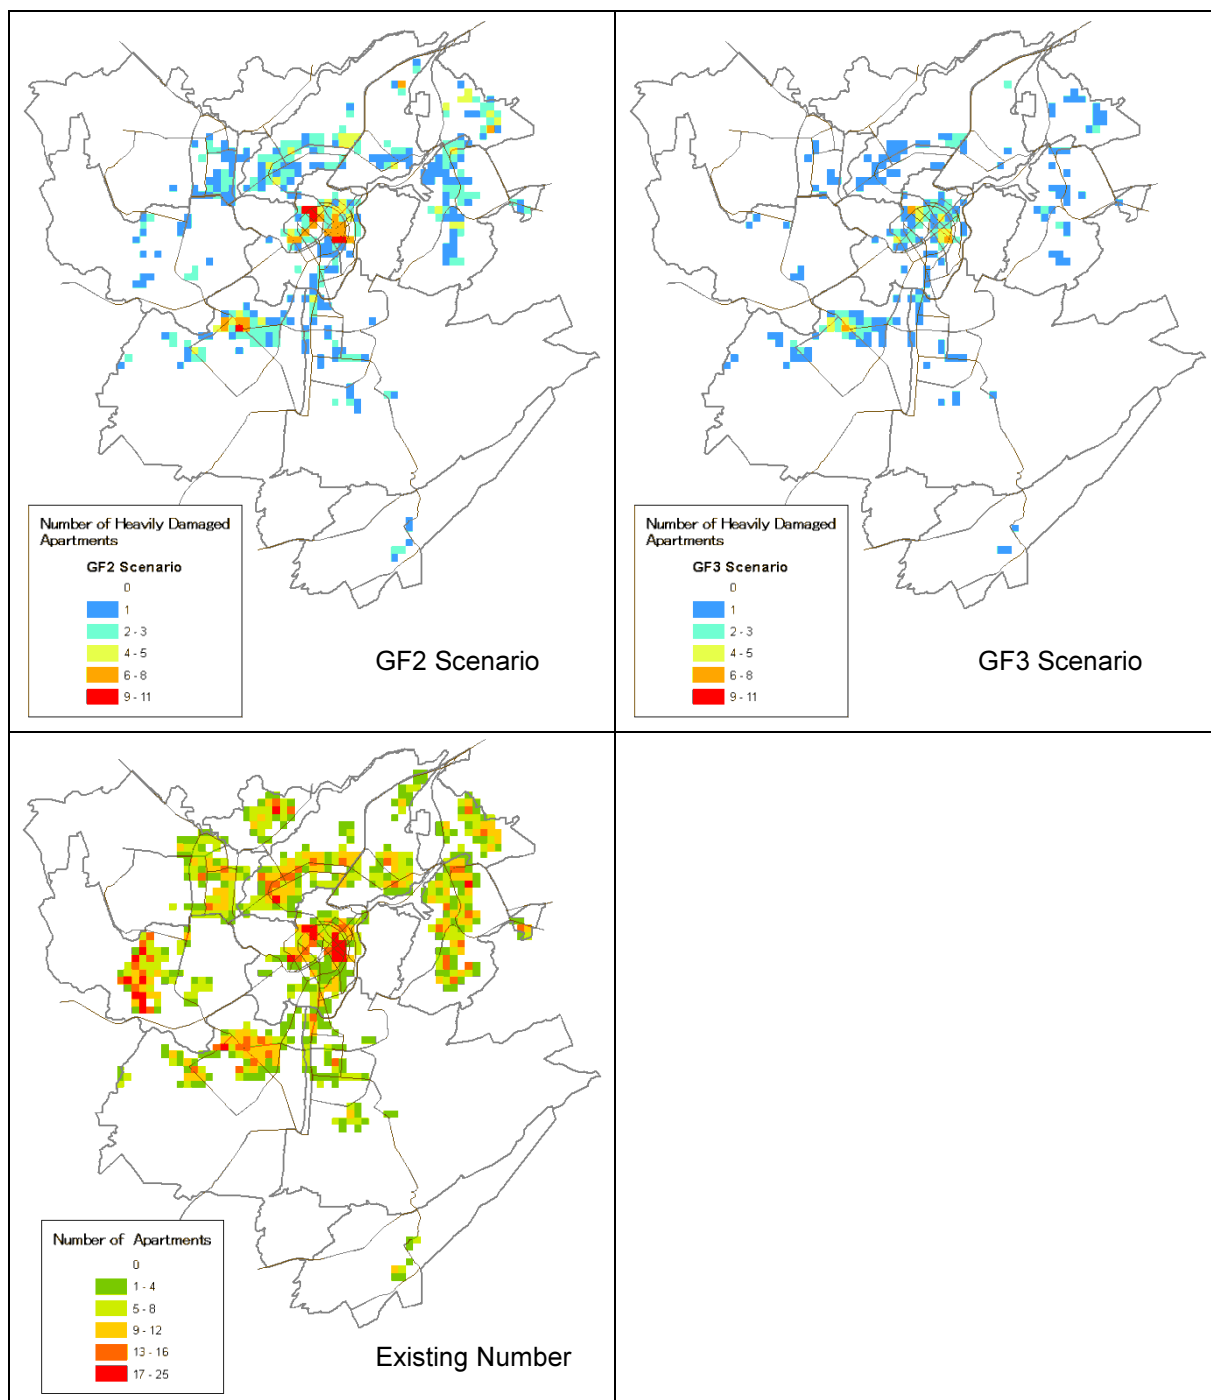 Number of Heavily Damaged
Apartments
GF2 Scenario
0
1
2 - 3
4 - 5
6 - 8
9 - 11
GF2 Scenario
Number of Heavily Damaged
Apartments
GF3 Scenario
0
1
2 - 3
4 - 5
6 - 8
9 - 11
GF3 Scenario
Number of Apartments
0
1 - 4
5 - 8
9 - 12
13 - 16
17 - 25
Existing Number